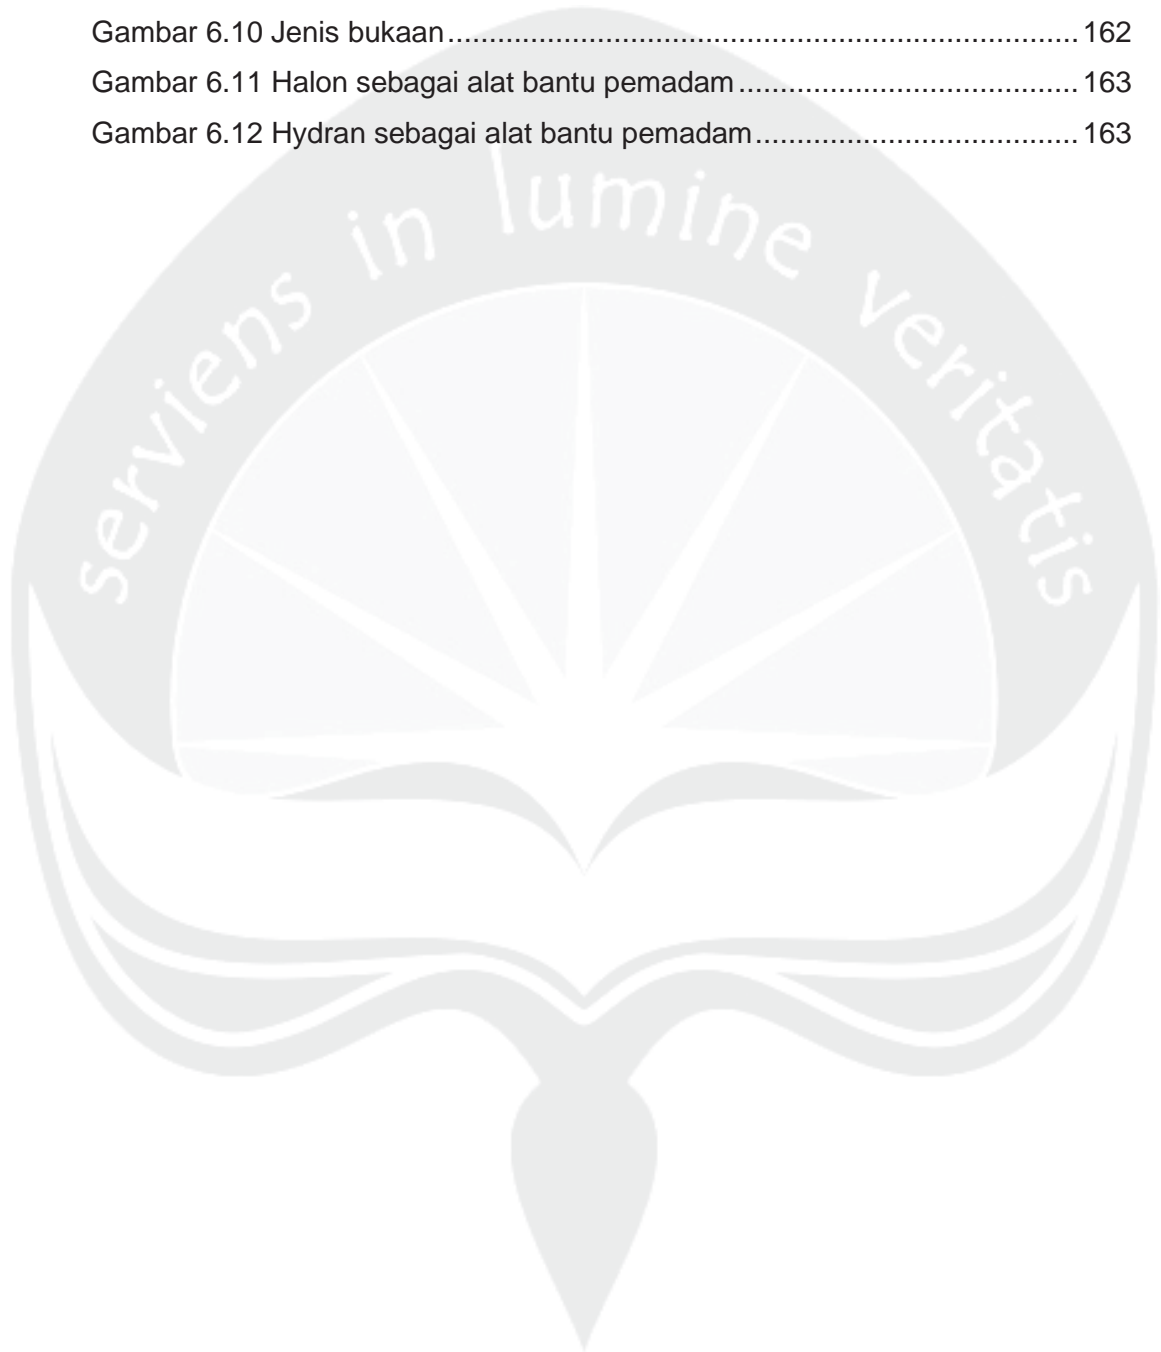 Gambar 6.10 Jenis bukaan............................................................................ 162
Gambar 6.11 Halon sebagai alat bantu pemadam......................................... 163
Gambar 6.12 Hydran sebagai alat bantu pemadam....................................... 163
serviens in lumine veritatis